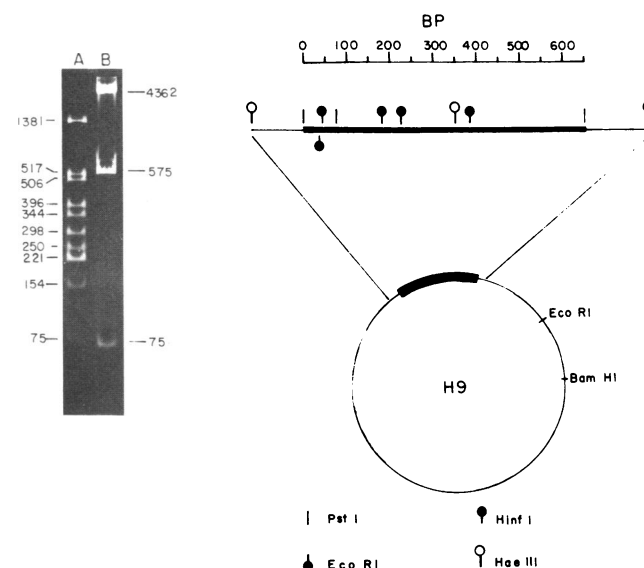 A B
1381
517
506
396
344
298
250
221
154
75
4362
575
75
BP
0 100 200 300 400 500 600
Eco RI
Bam HI
H9
Pst I
Hinf I
Eco RI
Hae III